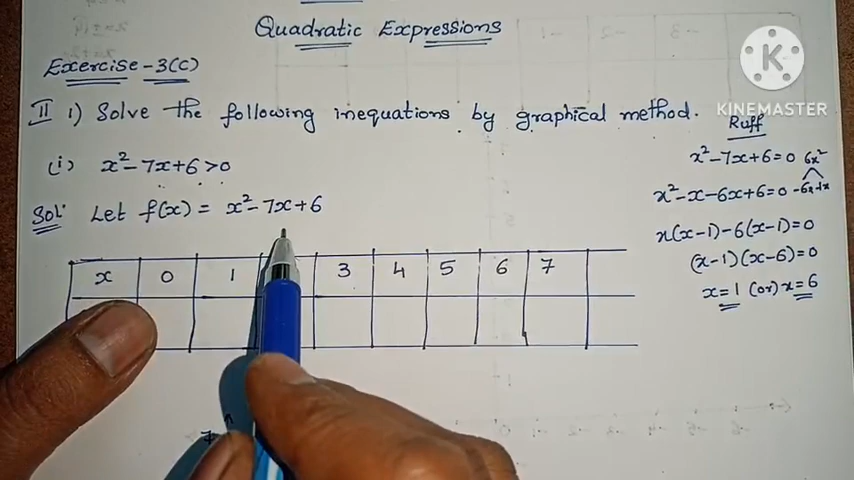 Quadratic Expressions
Exercise-3(c)
II 1) Solve the following inequations by graphical method.
(i) x²-7x+6>0
Sol: Let f(x) = x²-7x+6
x 0 1 3 4 5 6 7
Ruff
x²-7x+6=0 6x²
x²-x-6x+6=0 -6x+x
x(x-1)-6(x-1)=0
(x-1)(x-6)=0
x=1 (or) x=6
K
KINEMASTER